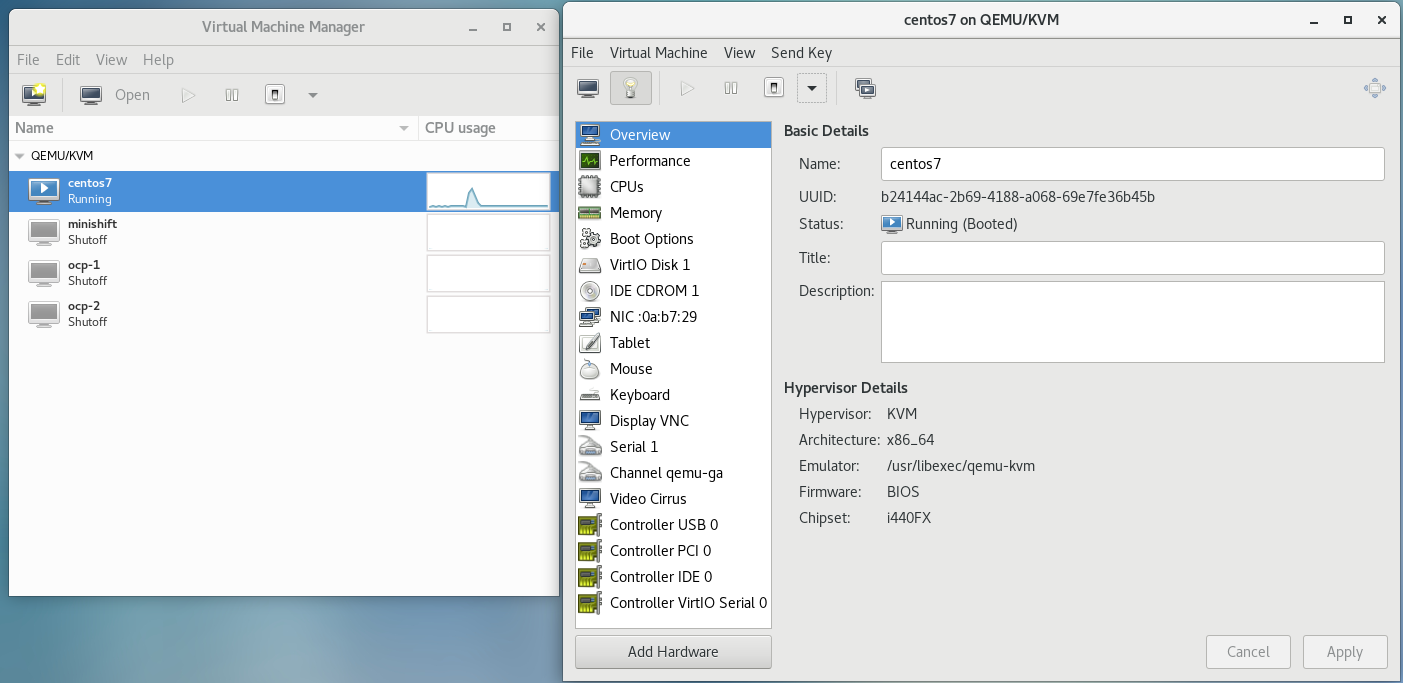 Virtual Machine Manager
File Edit View Help
Open
Name CPU usage
QEMU/KVM
centos7
Running
minishift
Shutoff
ocp-1
Shutoff
ocp-2
Shutoff
centos7 on QEMU/KVM
File Virtual Machine View Send Key
Overview
Performance
CPUs
Memory
Boot Options
VirtIO Disk 1
IDE CDROM 1
NIC :0a:b7:29
Tablet
Mouse
Keyboard
Display VNC
Serial 1
Channel qemu-ga
Video Cirrus
Controller USB 0
Controller PCI 0
Controller IDE 0
Controller VirtIO Serial 0
Add Hardware
Basic Details
Name: centos7
UUID: b24144ac-2b69-4188-a068-69e7fe36b45b
Status: Running (Booted)
Title:
Description:
Hypervisor Details
Hypervisor: KVM
Architecture: x86_64
Emulator: /usr/libexec/qemu-kvm
Firmware: BIOS
Chipset: i440FX
Cancel Apply